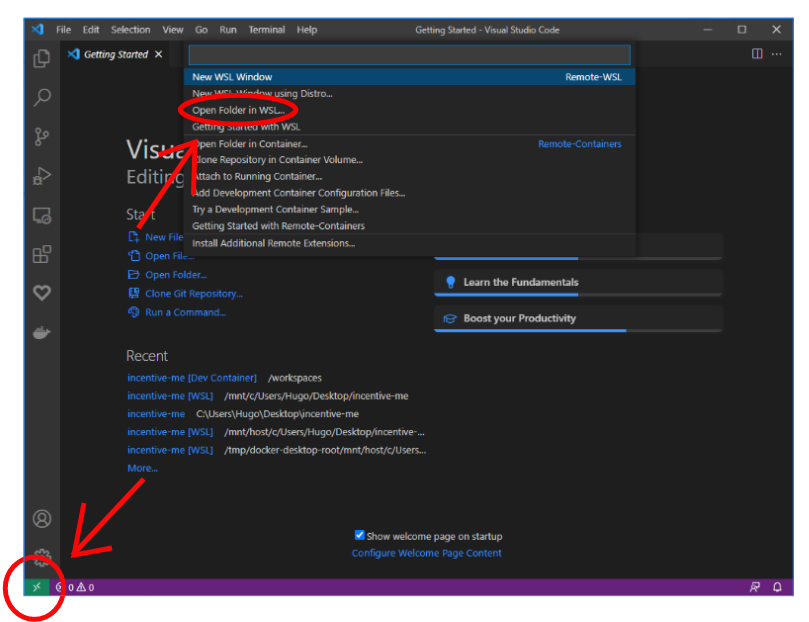 File Edit Selection View Go Run Terminal Help Getting Started - Visual Studio Code
Getting Started
New WSL Window Remote-WSL
New WSL Window using Distro...
Open Folder in WSL...
Getting Started with WSL
Open Folder in Container... Remote-Containers
Clone Repository in Container Volume...
Attach to Running Container...
Add Development Container Configuration Files...
Try a Development Container Sample...
Getting Started with Remote-Containers
Install Additional Remote Extensions...
Visua
Editing
Start
New File
Open File...
Open Folder...
Clone Git Repository...
Run a Command...
Learn the Fundamentals
Boost your Productivity
Recent
incentive-me [Dev Container] /workspaces
incentive-me [WSL] /mnt/c/Users/Hugo/Desktop/incentive-me
incentive-me C:\Users\Hugo\Desktop\incentive-me
incentive-me [WSL] /mnt/host/c/Users/Hugo/Desktop/incentive-...
incentive-me [WSL] /tmp/docker-desktop-root/mnt/host/c/Users...
More...
Show welcome page on startup
Configure Welcome Page Content
0 0